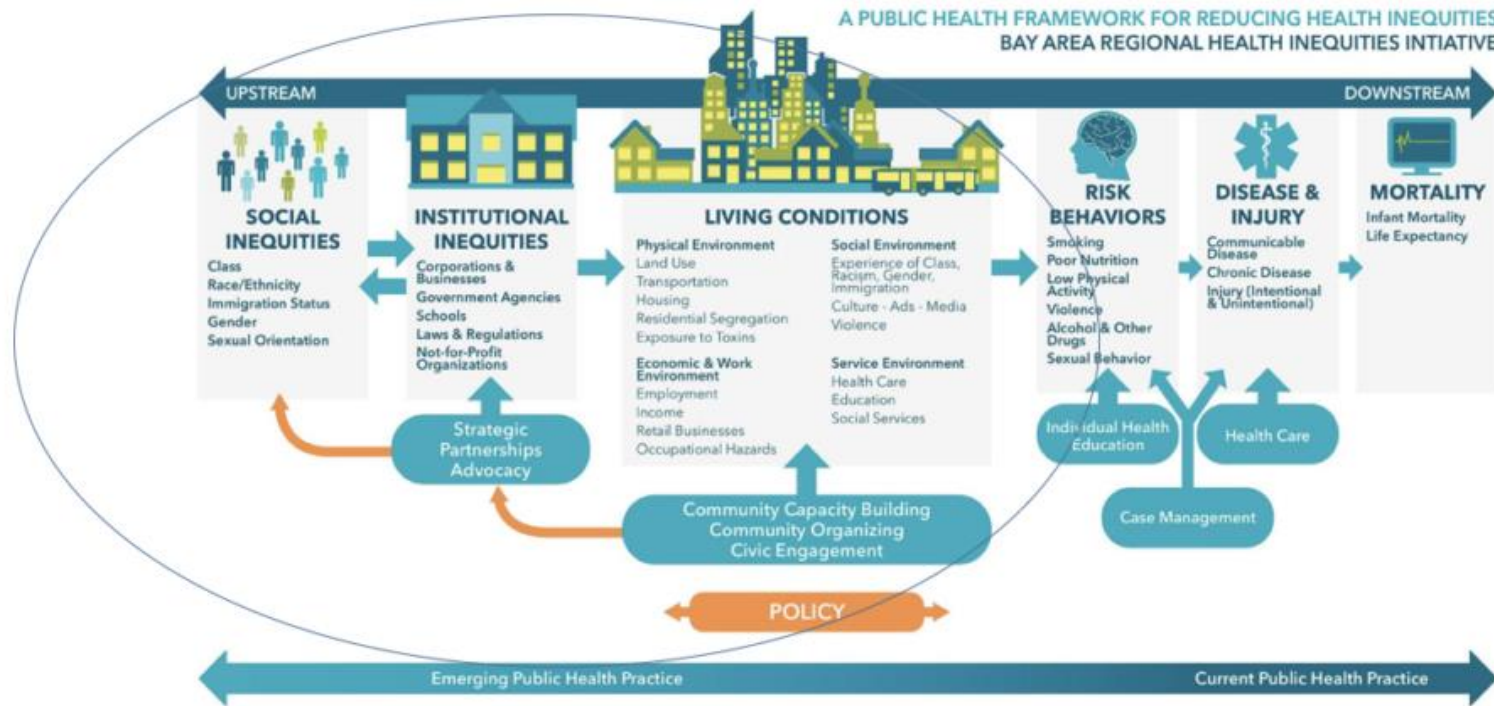 A PUBLIC HEALTH FRAMEWORK FOR REDUCING HEALTH INEQUITIES
BAY AREA REGIONAL HEALTH INEQUITIES INTIATIVE
UPSTREAM
DOWNSTREAM
SOCIAL
INEQUITIES
Class
Race/Ethnicity
Immigration Status
Gender
Sexual Orientation
INSTITUTIONAL
INEQUITIES
Corporations &
Businesses
Government Agencies
Schools
Laws & Regulations
Not-for-Profit
Organizations
LIVING CONDITIONS
Physical Environment
Land Use
Transportation
Housing
Residential Segregation
Exposure to Toxins
Economic & Work
Environment
Employment
Income
Retail Businesses
Occupational Hazards
Social Environment
Experience of Class,
Racism, Gender,
Immigration
Culture - Ads - Media
Violence
Service Environment
Health Care
Education
Social Services
RISK
BEHAVIORS
Smoking
Poor Nutrition
Low Physical
Activity
Violence
Alcohol & Other
Drugs
Sexual Behavior
DISEASE &
INJURY
Communicable
Disease
Chronic Disease
Injury (Intentional
& Unintentional)
MORTALITY
Infant Mortality
Life Expectancy
Strategic
Partnerships
Advocacy
Community Capacity Building
Community Organizing
Civic Engagement
Individual Health
Education
Health Care
Case Management
POLICY
Emerging Public Health Practice
Current Public Health Practice